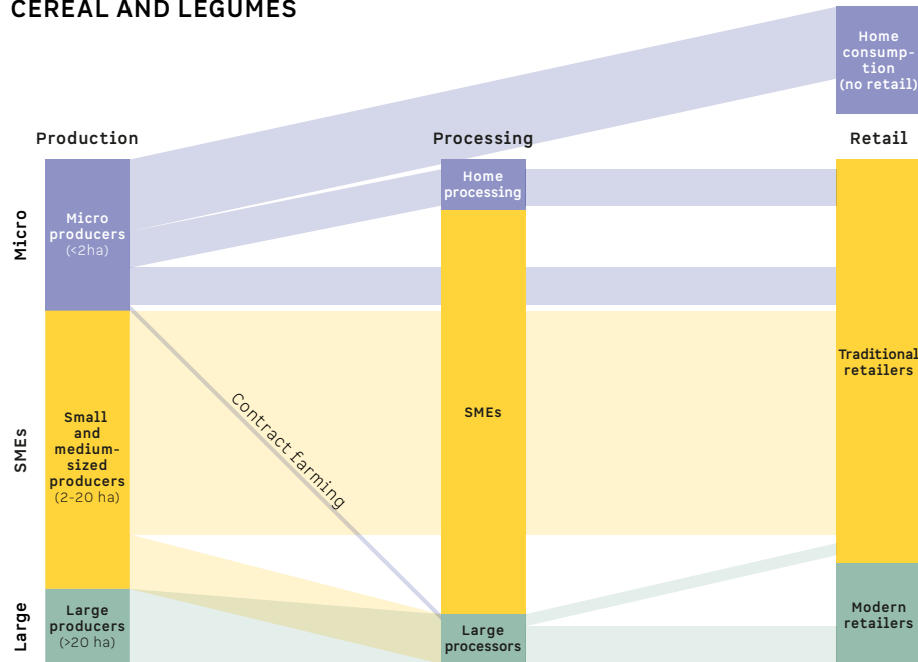 CEREAL AND LEGUMES
Home
consump-
tion
(no retail)
Production
Processing
Retail
Micro
Micro
producers
(<2ha)
Home
processing
SMEs
Small
and
medium-
sized
producers
(2-20 ha)
Contract farming
SMEs
Traditional
retailers
Large
Large
producers
(>20 ha)
Large
processors
Modern
retailers